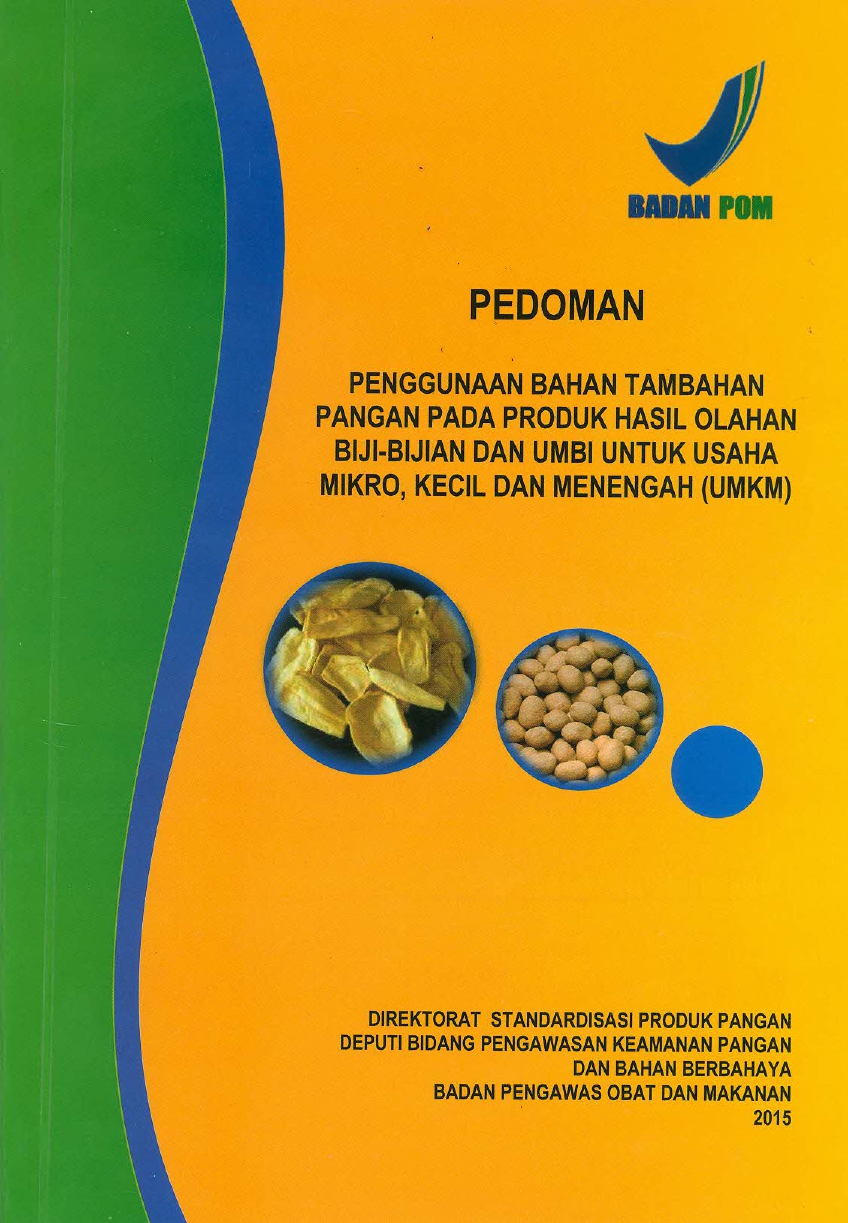 BADAN POM
PEDOMAN
PENGGUNAAN BAHAN TAMBAHAN
PANGAN PADA PRODUK HASIL OLAHAN
BIJI-BIJIAN DAN UMBI UNTUK USAHA
MIKRO, KECIL DAN MENENGAH (UMKM)
DIREKTORAT STANDARDISASI PRODUK PANGAN
DEPUTI BIDANG PENGAWASAN KEAMANAN PANGAN
DAN BAHAN BERBAHAYA
BADAN PENGAWAS OBAT DAN MAKANAN
2015